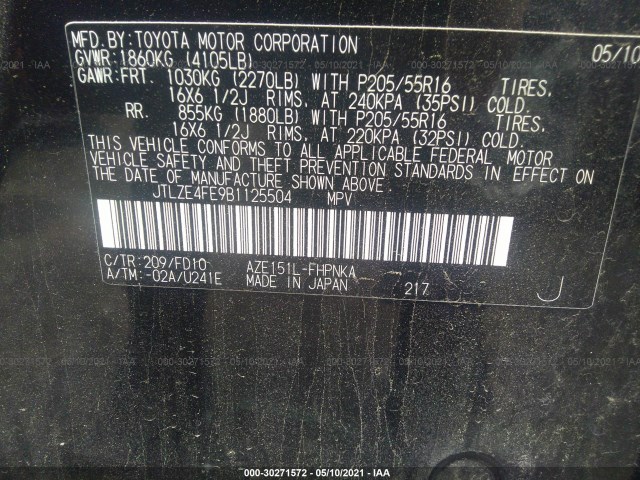 MFD.BY:TOYOTA MOTOR CORPORATION 05/10
GVWR:1860KG (4105LB)
GAWR:FRT. 1030KG (2270LB) WITH P205/55R16 TIRES,
16X6 1/2J RIMS, AT 240KPA (35PSI) COLD.
RR. 855KG (1880LB) WITH P205/55R16 TIRES,
16X6 1/2J RIMS, AT 220KPA (32PSI) COLD.
THIS VEHICLE CONFORMS TO ALL APPLICABLE FEDERAL MOTOR
VEHICLE SAFETY AND THEFT PREVENTION STANDARDS IN EFFECT ON
THE DATE OF MANUFACTURE SHOWN ABOVE.
JTLZE4FE9B1125504 MPV
C/TR:209/FD10 AZE151L-FHPNKA
A/TM:-02A/U241E MADE IN JAPAN 217 J
000-30271572 --- 05/10/2021 --- IAA